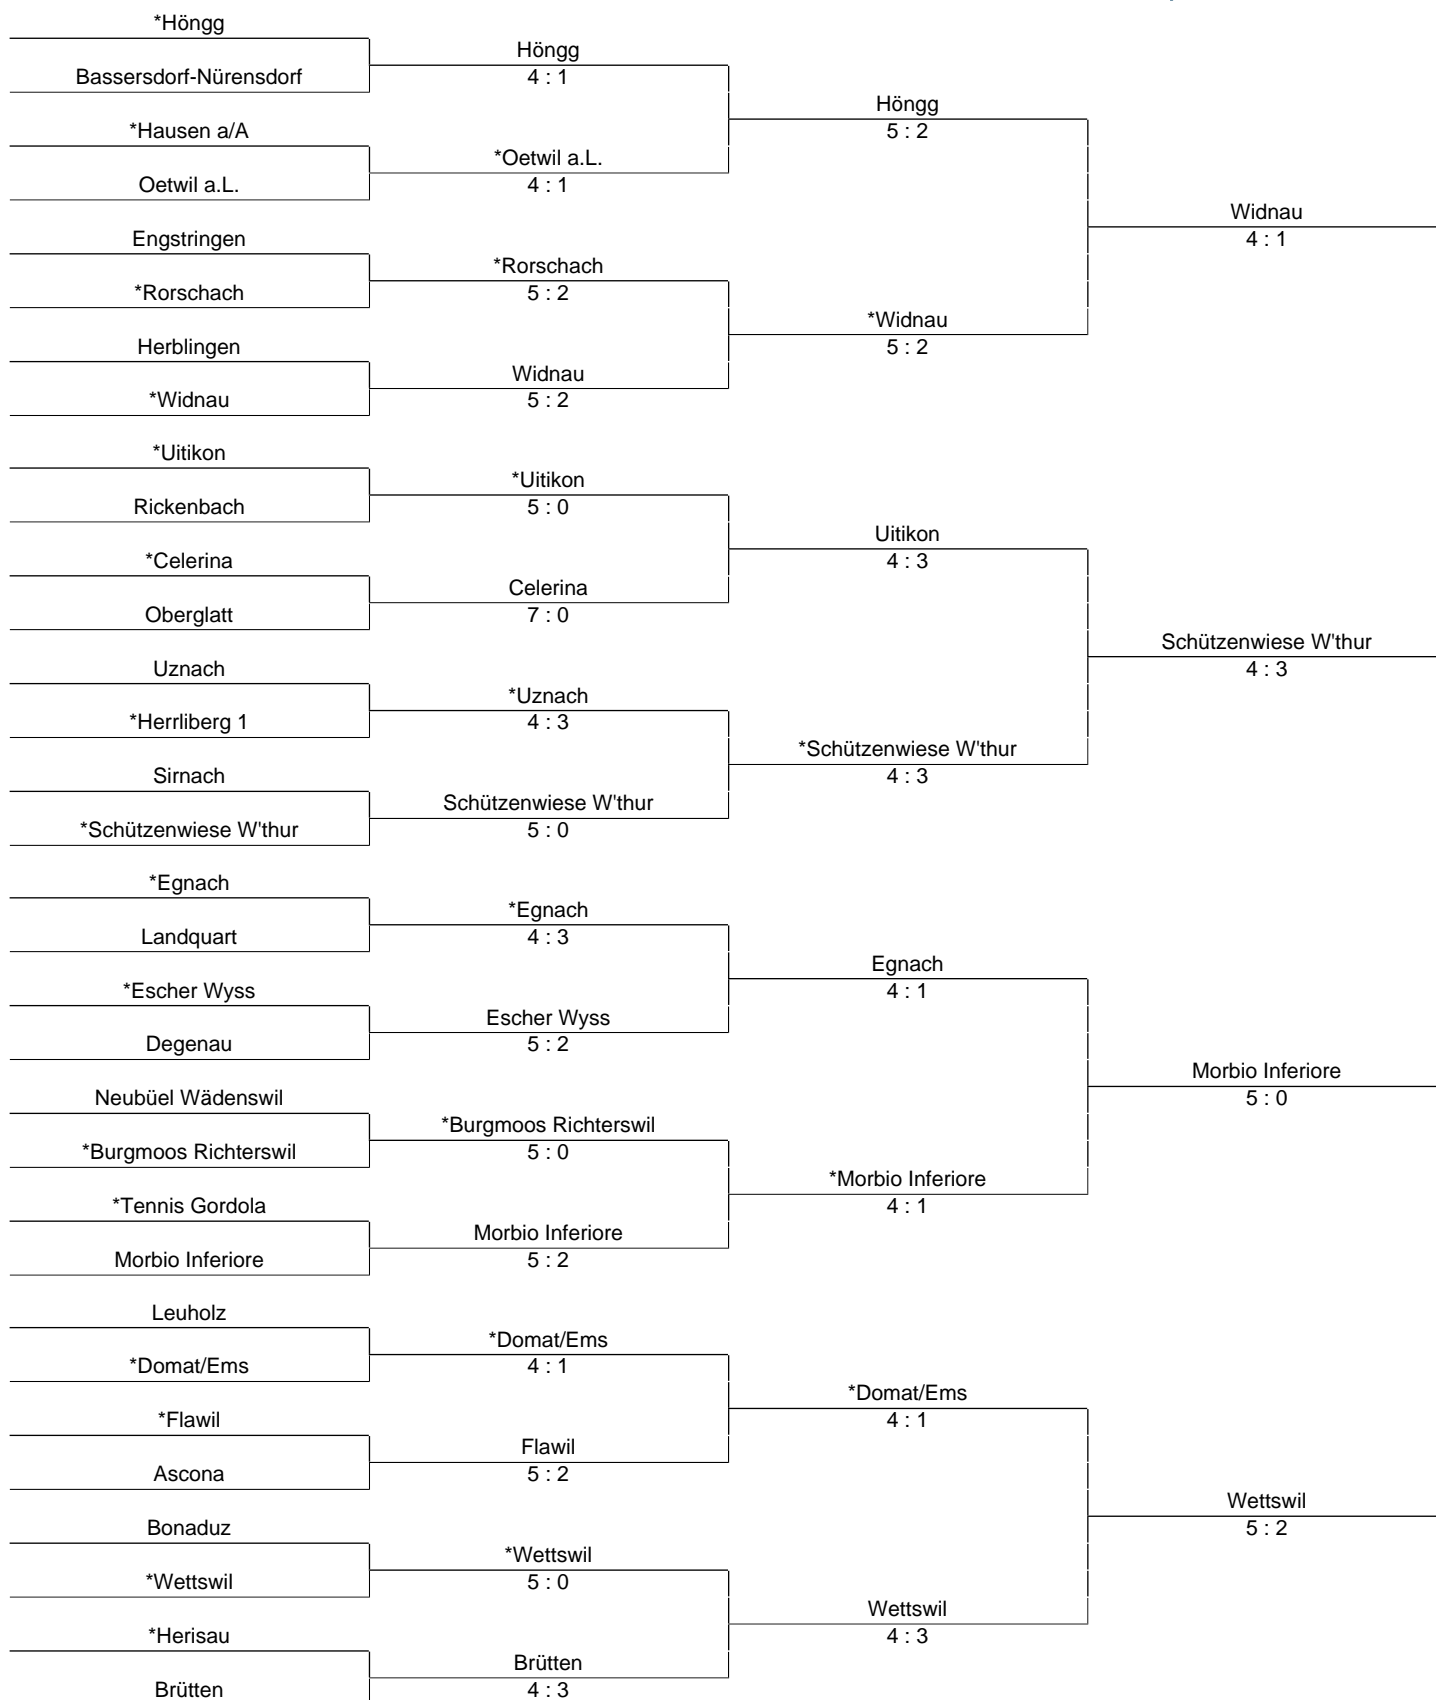 *Höngg
Bassersdorf-Nürensdorf
*Hausen a/A
Oetwil a.L.
Engstringen
*Rorschach
Herblingen
*Widnau
*Uitikon
Rickenbach
*Celerina
Oberglatt
Uznach
*Herrliberg 1
Sirnach
*Schützenwiese W'thur
*Egnach
Landquart
*Escher Wyss
Degenau
Neubüel Wädenswil
*Burgmoos Richterswil
*Tennis Gordola
Morbio Inferiore
Leuholz
*Domat/Ems
*Flawil
Ascona
Bonaduz
*Wettswil
*Herisau
Brütten
Höngg
4 : 1
*Oetwil a.L.
4 : 1
*Rorschach
5 : 2
Widnau
5 : 2
*Uitikon
5 : 0
Celerina
7 : 0
*Uznach
4 : 3
Schützenwiese W'thur
5 : 0
*Egnach
4 : 3
Escher Wyss
5 : 2
*Burgmoos Richterswil
5 : 0
Morbio Inferiore
5 : 2
*Domat/Ems
4 : 1
Flawil
5 : 2
*Wettswil
5 : 0
Brütten
4 : 3
Höngg
5 : 2
*Widnau
5 : 2
Uitikon
4 : 3
*Schützenwiese W'thur
4 : 3
Egnach
4 : 1
*Morbio Inferiore
4 : 1
*Domat/Ems
4 : 1
Wettswil
4 : 3
Widnau
4 : 1
Schützenwiese W'thur
4 : 3
Morbio Inferiore
5 : 0
Wettswil
5 : 2